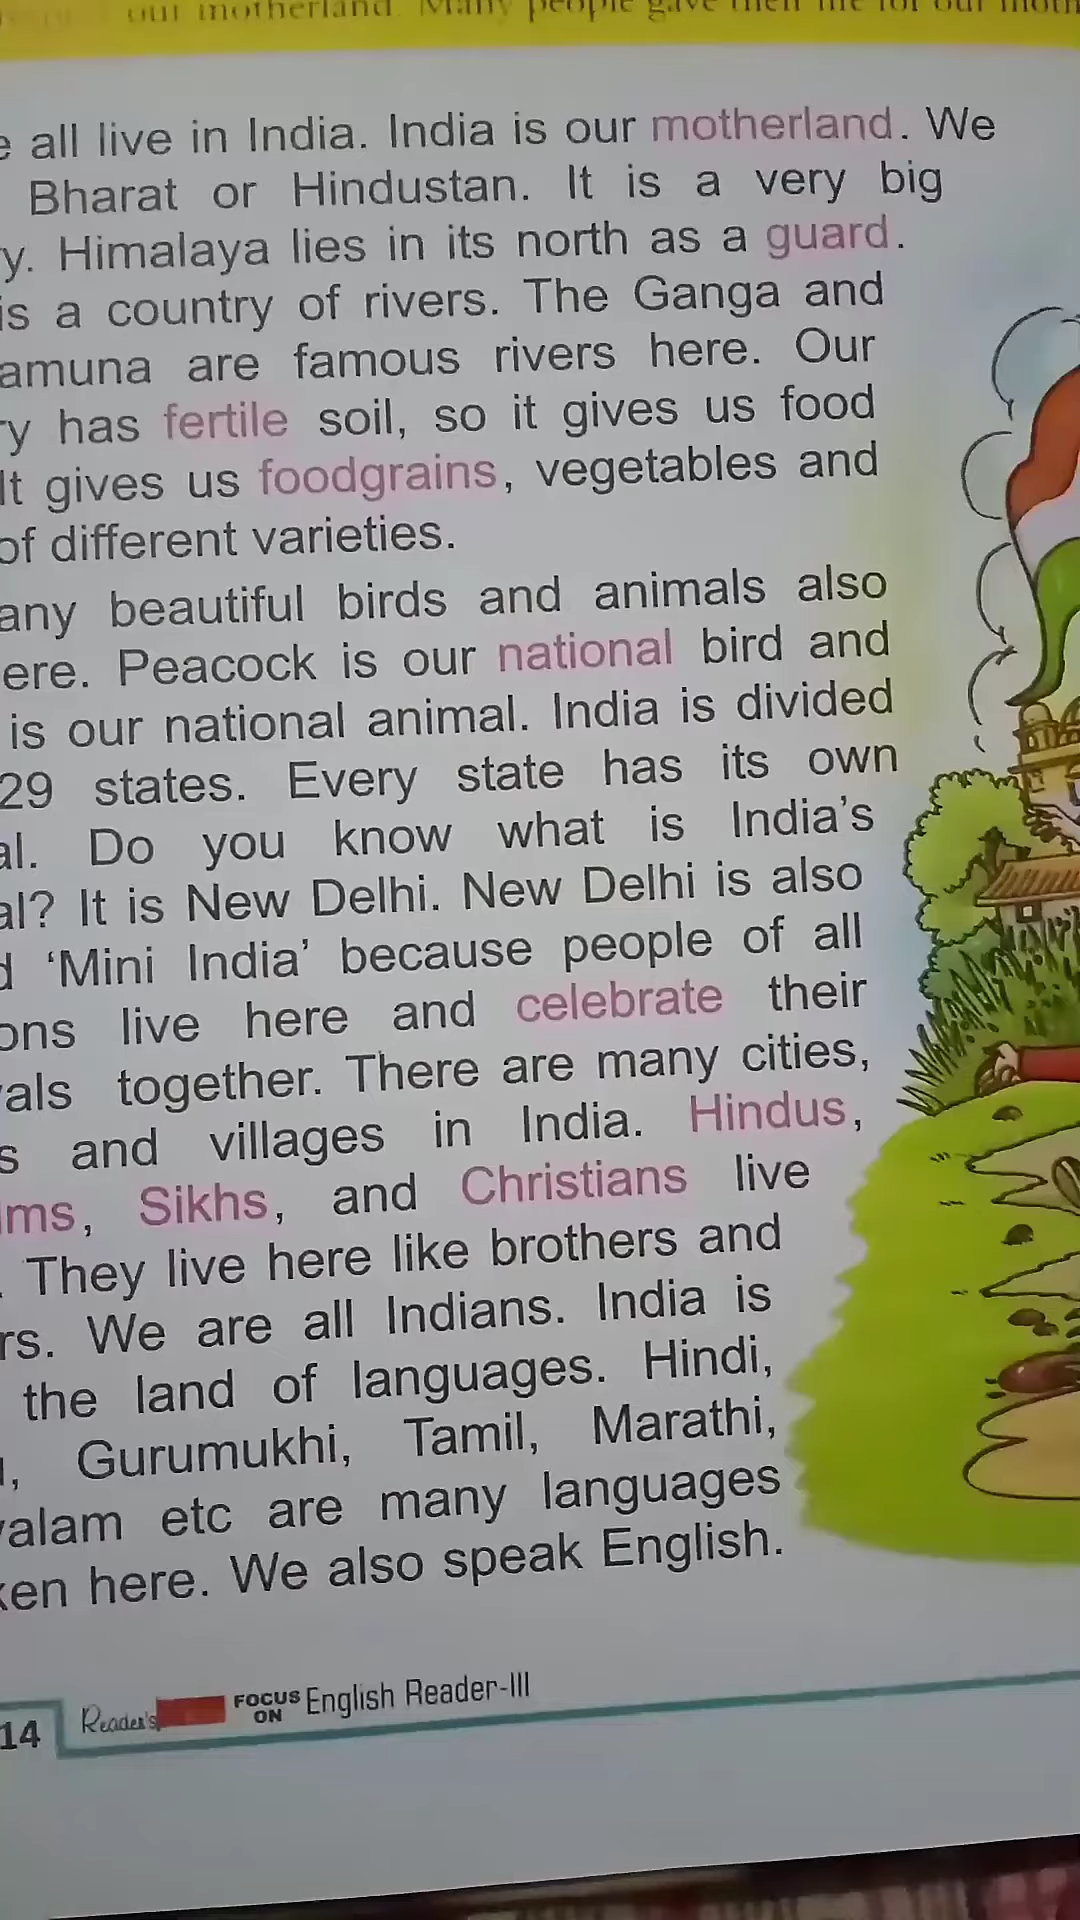 our motherland. Many people gave their life for our moth
e all live in India. India is our motherland. We
Bharat or Hindustan. It is a very big
y. Himalaya lies in its north as a guard.
is a country of rivers. The Ganga and
amuna are famous rivers here. Our
ry has fertile soil, so it gives us food
It gives us foodgrains, vegetables and
of different varieties.
any beautiful birds and animals also
ere. Peacock is our national bird and
is our national animal. India is divided
29 states. Every state has its own
al. Do you know what is India's
al? It is New Delhi. New Delhi is also
d 'Mini India' because people of all
ons live here and celebrate their
vals together. There are many cities,
s and villages in India. Hindus,
ims, Sikhs, and Christians live
. They live here like brothers and
rs. We are all Indians. India is
the land of languages. Hindi,
, Gurumukhi, Tamil, Marathi,
yalam etc are many languages
ken here. We also speak English.
14 Reader's FOCUS ON English Reader-III